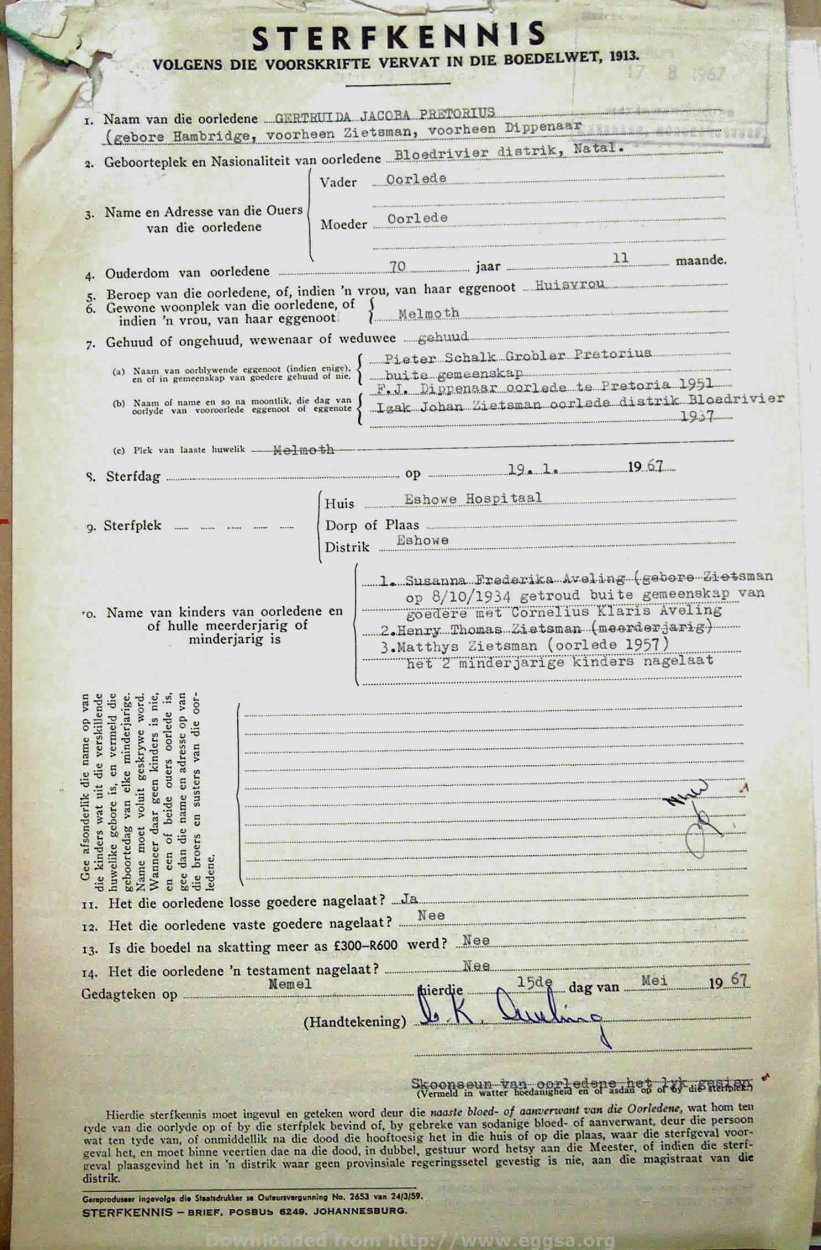 STERFKENNIS
VOLGENS DIE VOORSKRIFTE VERVAT IN DIE BOEDELWET, 1913.
17 8 1967
1. Naam van die oorledene GERTRUIDA JACOBA PRETORIUS
(gebore Hambridge, voorheen Zietsman, voorheen Dippenaar
2. Geboorteplek en Nasionaliteit van oorledene Bloedrivier distrik, Natal.
3. Name en Adresse van die Ouers van die oorledene
Vader Oorlede
Moeder Oorlede
4. Ouderdom van oorledene 70 jaar 11 maande.
5. Beroep van die oorledene, of, indien 'n vrou, van haar eggenoot Huisvrou
6. Gewone woonplek van die oorledene, of
indien 'n vrou, van haar eggenoot Melmoth
7. Gehuud of ongehuud, wewenaar of weduwee gehuud
(a) Naam van oorblywende eggenoot (indien enige),
en of in gemeenskap van goedere gehuud of nie.
Pieter Schalk Grobler Pretorius
buite gemeenskap
(b) Naam of name en so na moontlik, die dag van
oorlyde van vooroorlede eggenoot of eggenote
F.J. Dippenaar oorlede te Pretoria 1951
Izak Johan Zietsman oorlede distrik Bloedrivier
1937
(c) Plek van laaste huwelik Melmoth
8. Sterfdag op 19. 1. 1967
9. Sterfplek
Huis Eshowe Hospitaal
Dorp of Plaas
Distrik Eshowe
10. Name van kinders van oorledene en
of hulle meerderjarig of
minderjarig is
1. Susanna Frederika Aveling (gebore Zietsman
op 8/10/1934 getroud buite gemeenskap van
goedere met Cornelius Klaris Aveling
2. Henry Thomas Zietsman (meerderjarig)
3. Matthys Zietsman (oorlede 1957)
het 2 minderjarige kinders nagelaat
Gee afsonderlik die name op van
die kinders wat uit die verskillende
huwelike gebore is, en vermeld die
geboortedag van elke minderjarige.
Name moet voluit geskrywe word.
Wanneer daar geen kinders is nie,
en een of beide ouers oorlede is,
gee dan die name en adresse op van
die broers en susters van die oor-
ledene.
11. Het die oorledene losse goedere nagelaat? Ja
12. Het die oorledene vaste goedere nagelaat? Nee
13. Is die boedel na skatting meer as £300-R600 werd? Nee
14. Het die oorledene 'n testament nagelaat? Nee
Gedagteken op Memel hierdie 15de dag van Mei 1967
(Handtekening) C.K. Aveling
Skoonseun van oorledene het lyk gesien
(Vermeld in watter hoedanigheid en of asdan op of by die sterfplek.)
Hierdie sterfkennis moet ingevul en geteken word deur die naaste bloed- of aanverwant van die Oorledene, wat hom ten
tyde van die oorlyde op of by die sterfplek bevind of, by gebreke van sodanige bloed- of aanverwant, deur die persoon
wat ten tyde van, of onmiddellik na die dood die hooftoesig het in die huis of op die plaas, waar die sterfgeval voor-
geval het, en moet binne veertien dae na die dood, in dubbel, gestuur word hetsy aan die Meester, of indien die sterf-
geval plaasgevind het in 'n distrik waar geen provinsiale regeringssetel gevestig is nie, aan die magistraat van die
distrik.
Gereproduseer ingevolge die Staatsdrukker se Outeursvergunning No. 2653 van 24/3/59.
STERFKENNIS – BRIEF, POSBUS 6249, JOHANNESBURG.
Downloaded from http://www.eggsa.org